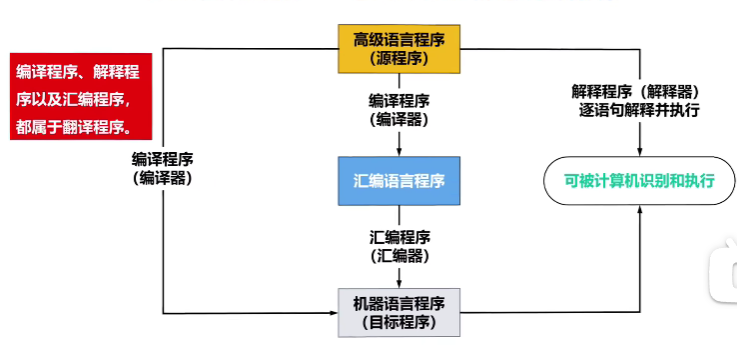 高级语言程序
（源程序）
编译程序、解释程
序以及汇编程序，
都属于翻译程序。
编译程序
（编译器）
解释程序（解释器）
逐语句解释并执行
编译程序
（编译器）
汇编语言程序
可被计算机识别和执行
汇编程序
（汇编器）
机器语言程序
（目标程序）